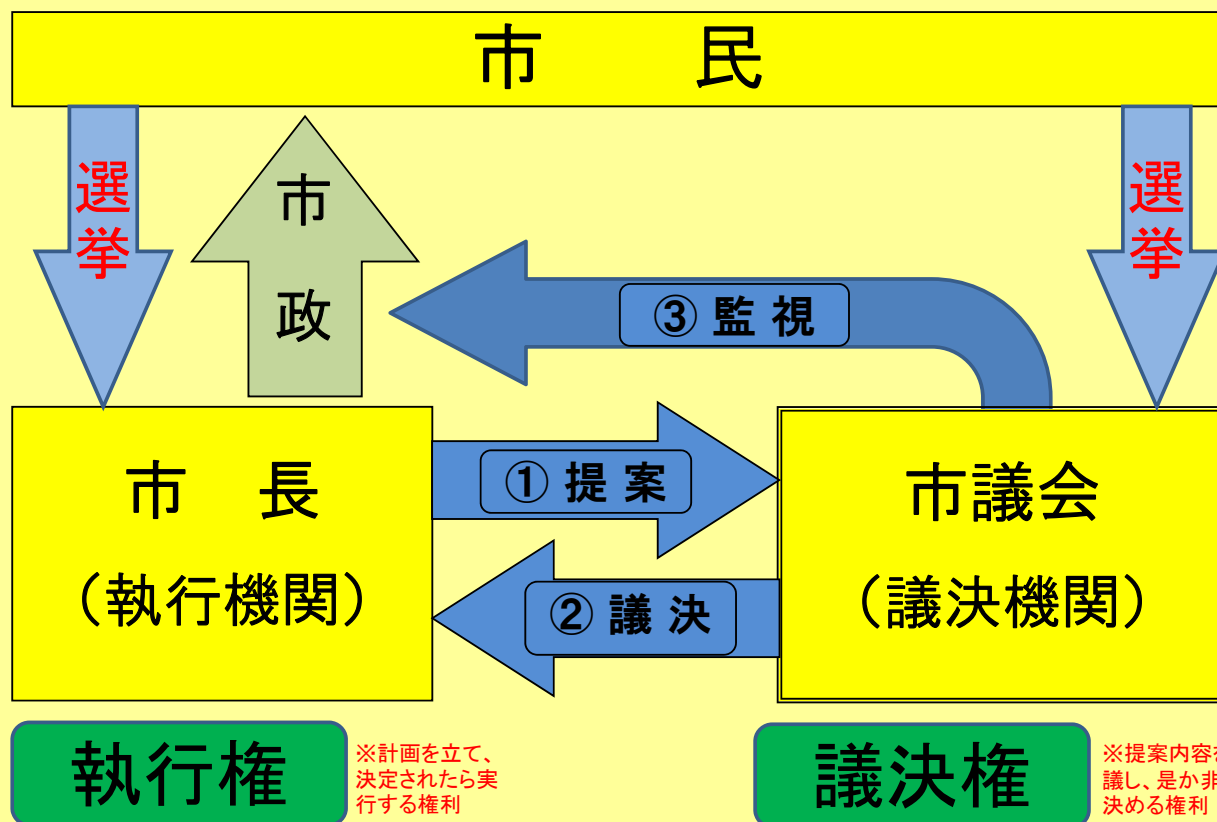 市 民
選挙
市政
選挙
③ 監 視
① 提 案
② 議 決
市 長
（執行機関）
市議会
（議決機関）
執行権
※計画を立て、
決定されたら実
行する権利
議決権
※提案内容
議し、是か非
決める権利